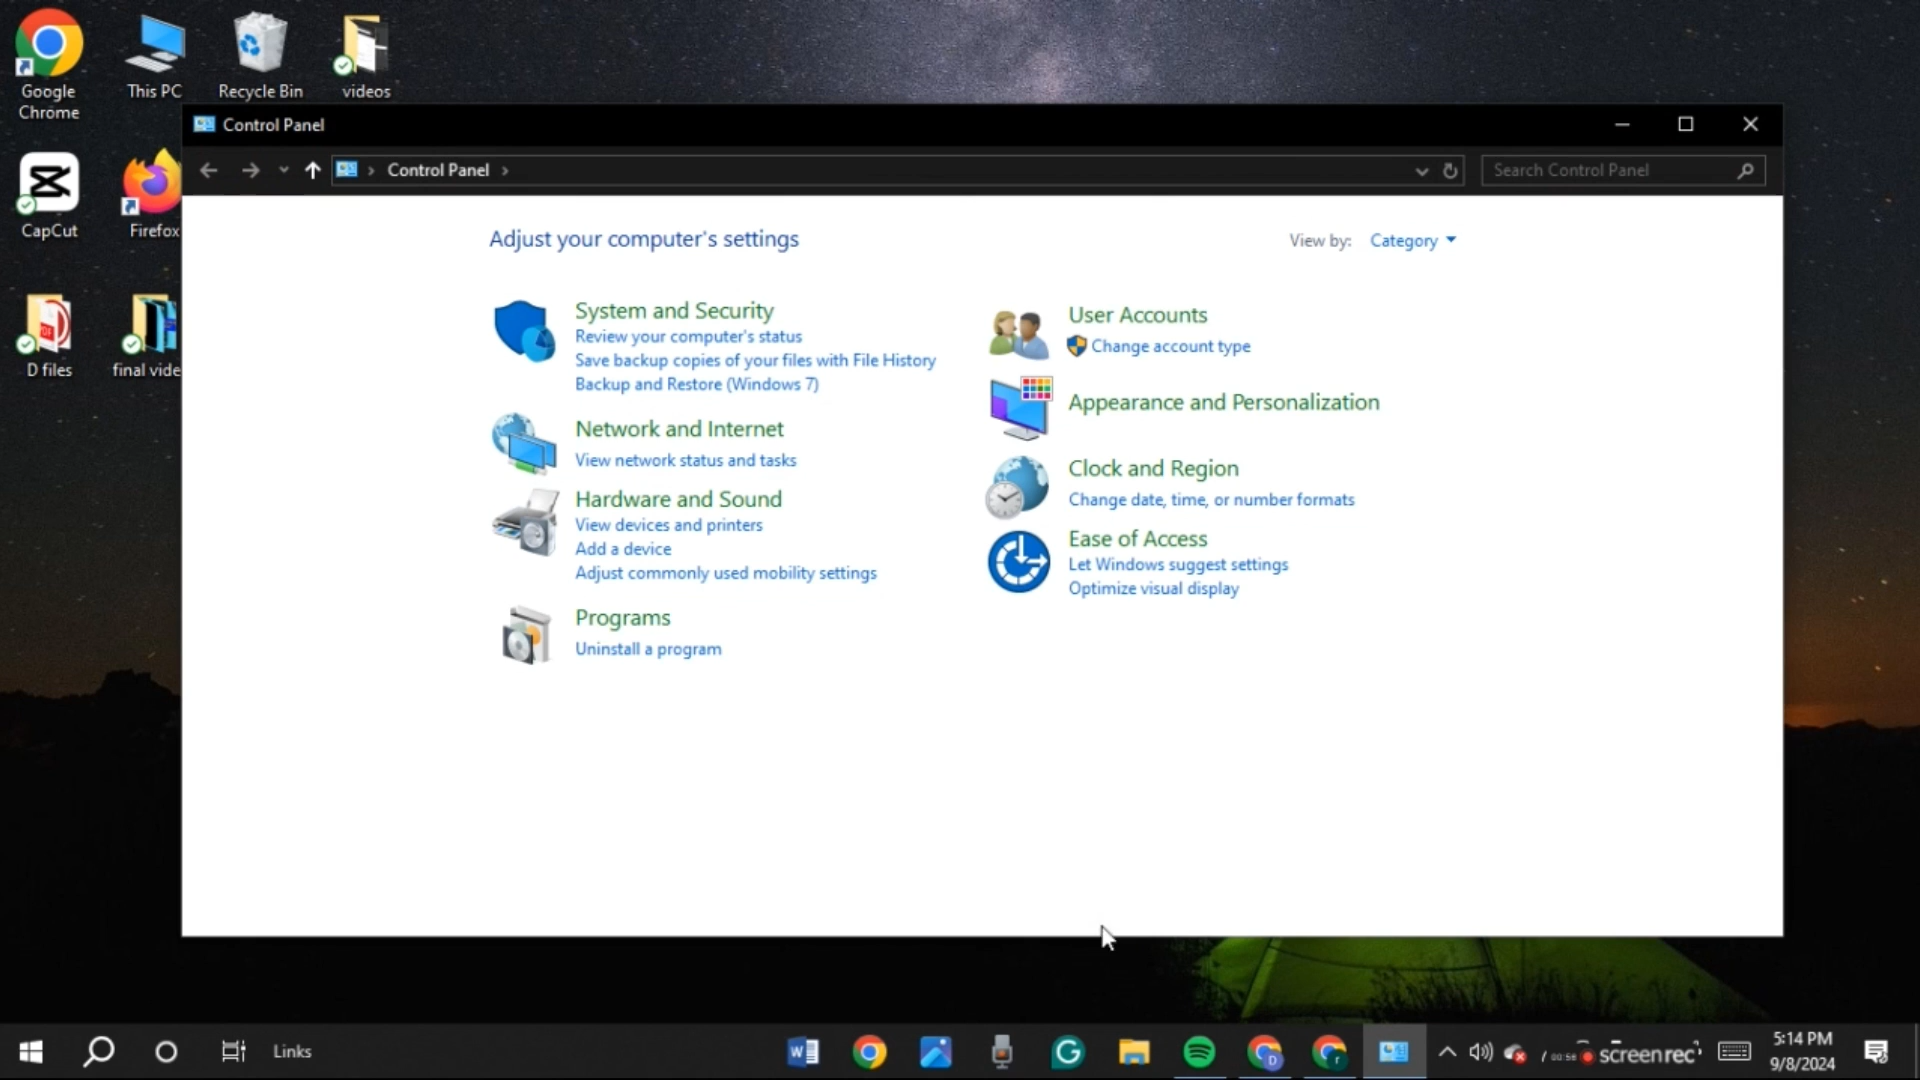 Google Chrome
This PC
Recycle Bin
videos
CapCut
Firefox
D files
final vide
Control Panel
Control Panel
Search Control Panel
Adjust your computer's settings
View by: Category
System and Security
Review your computer's status
Save backup copies of your files with File History
Backup and Restore (Windows 7)
Network and Internet
View network status and tasks
Hardware and Sound
View devices and printers
Add a device
Adjust commonly used mobility settings
Programs
Uninstall a program
User Accounts
Change account type
Appearance and Personalization
Clock and Region
Change date, time, or number formats
Ease of Access
Let Windows suggest settings
Optimize visual display
Links
screenrec
5:14 PM
9/8/2024